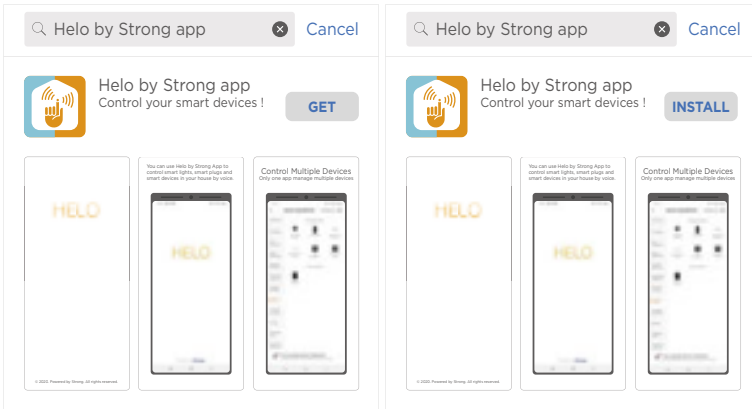 Helo by Strong app
Cancel
Helo by Strong app
Control your smart devices !
GET
HELO
© 2020. Powered by Strong. All rights reserved.
You can use Helo by Strong App to
control smart lights, smart plugs and
smart devices in your house by voice.
HELO
Control Multiple Devices
Only one app manage multiple devices
Helo by Strong app
Cancel
Helo by Strong app
Control your smart devices !
INSTALL
HELO
© 2020. Powered by Strong. All rights reserved.
You can use Helo by Strong App to
control smart lights, smart plugs and
smart devices in your house by voice.
HELO
Control Multiple Devices
Only one app manage multiple devices